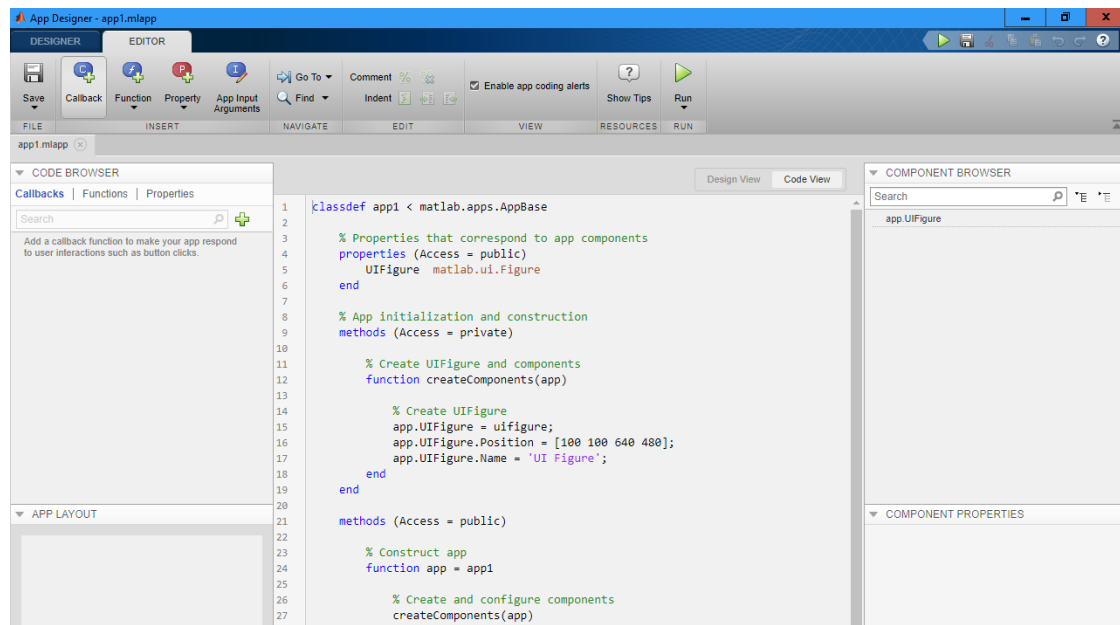 App Designer - app1.mlapp
DESIGNER EDITOR
Save Callback Function Property App Input Arguments
Go To Find
Comment
Indent
Enable app coding alerts
Show Tips
Run
FILE INSERT NAVIGATE EDIT VIEW RESOURCES RUN
app1.mlapp
CODE BROWSER
Callbacks | Functions | Properties
Search
Add a callback function to make your app respond
to user interactions such as button clicks.
APP LAYOUT
Design View Code View
1 classdef app1 < matlab.apps.AppBase
2
3 % Properties that correspond to app components
4 properties (Access = public)
5 UIFigure matlab.ui.Figure
6 end
7
8 % App initialization and construction
9 methods (Access = private)
10
11 % Create UIFigure and components
12 function createComponents(app)
13
14 % Create UIFigure
15 app.UIFigure = uifigure;
16 app.UIFigure.Position = [100 100 640 480];
17 app.UIFigure.Name = 'UI Figure';
18 end
19 end
20
21 methods (Access = public)
22
23 % Construct app
24 function app = app1
25
26 % Create and configure components
27 createComponents(app)
COMPONENT BROWSER
Search
app.UIFigure
COMPONENT PROPERTIES